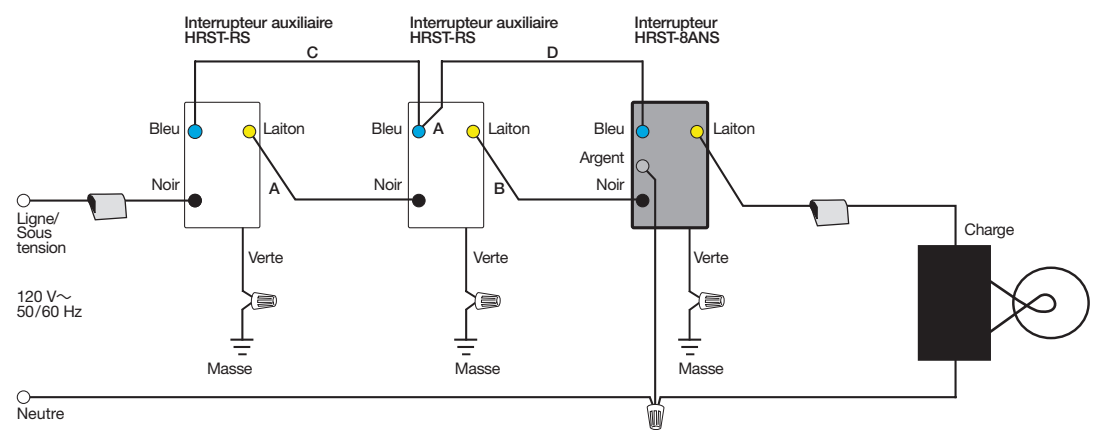 Interrupteur auxiliaire
HRST-RS
Interrupteur auxiliaire
HRST-RS
Interrupteur
HRST-8ANS
C
D
Bleu
Laiton
Bleu
A
Laiton
Bleu
Laiton
Argent
Noir
A
Noir
B
Noir
Ligne/
Sous
tension
Charge
Verte
Verte
Verte
120 V～
50/60 Hz
Masse
Masse
Masse
Neutre